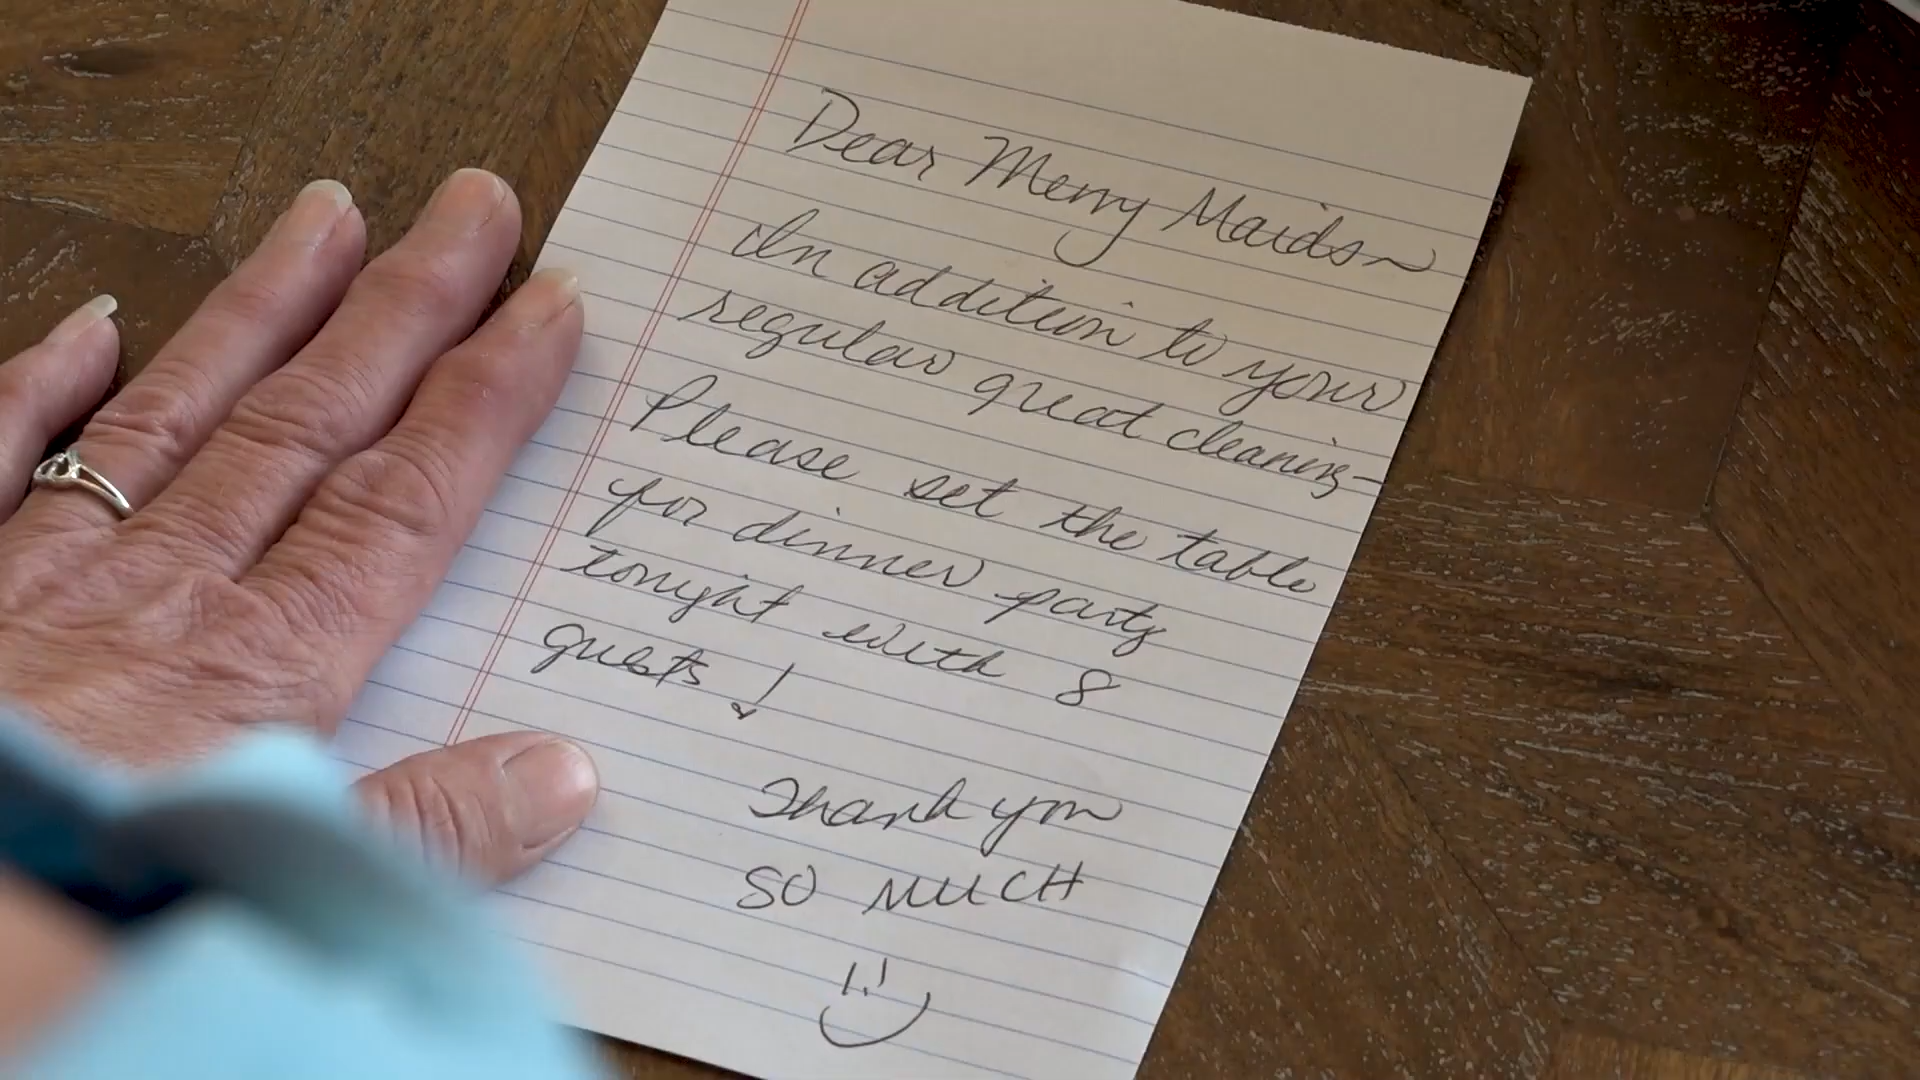 Dear Merry Maids~
In addition to your
regular great cleaning-
Please set the table
for dinner party
tonight with 8
guests!
Thank you
SO MUCH